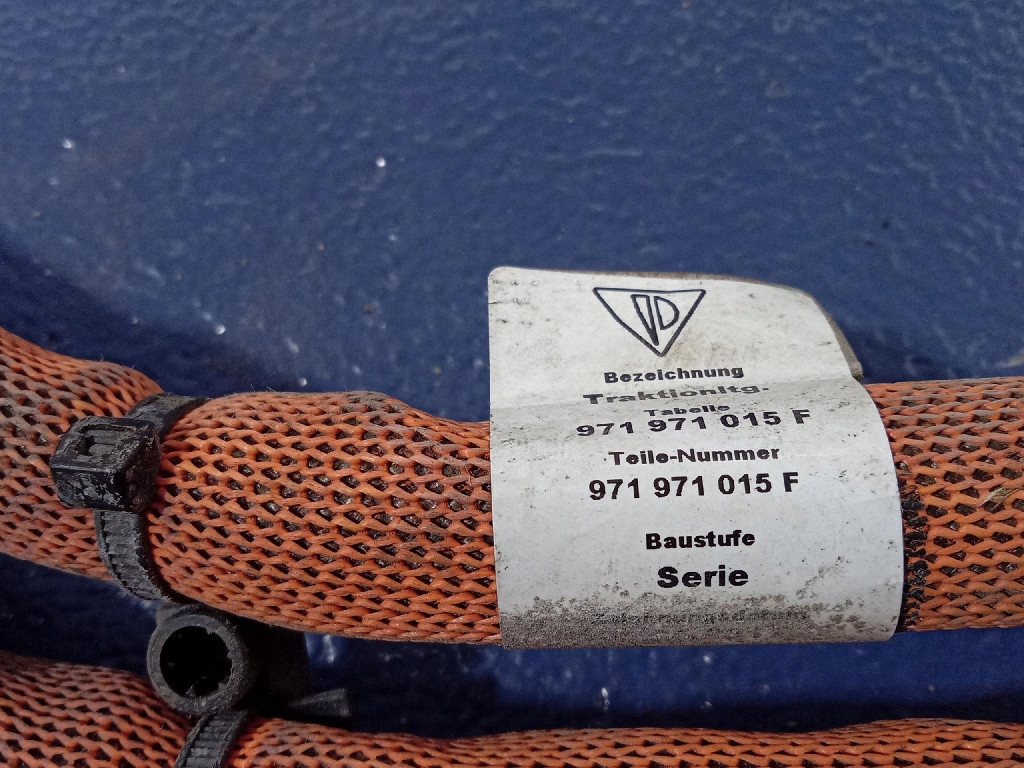 Bezeichnung
Traktionltg.
Tabelle
971 971 015 F
Teile-Nummer
971 971 015 F
Baustufe
Serie